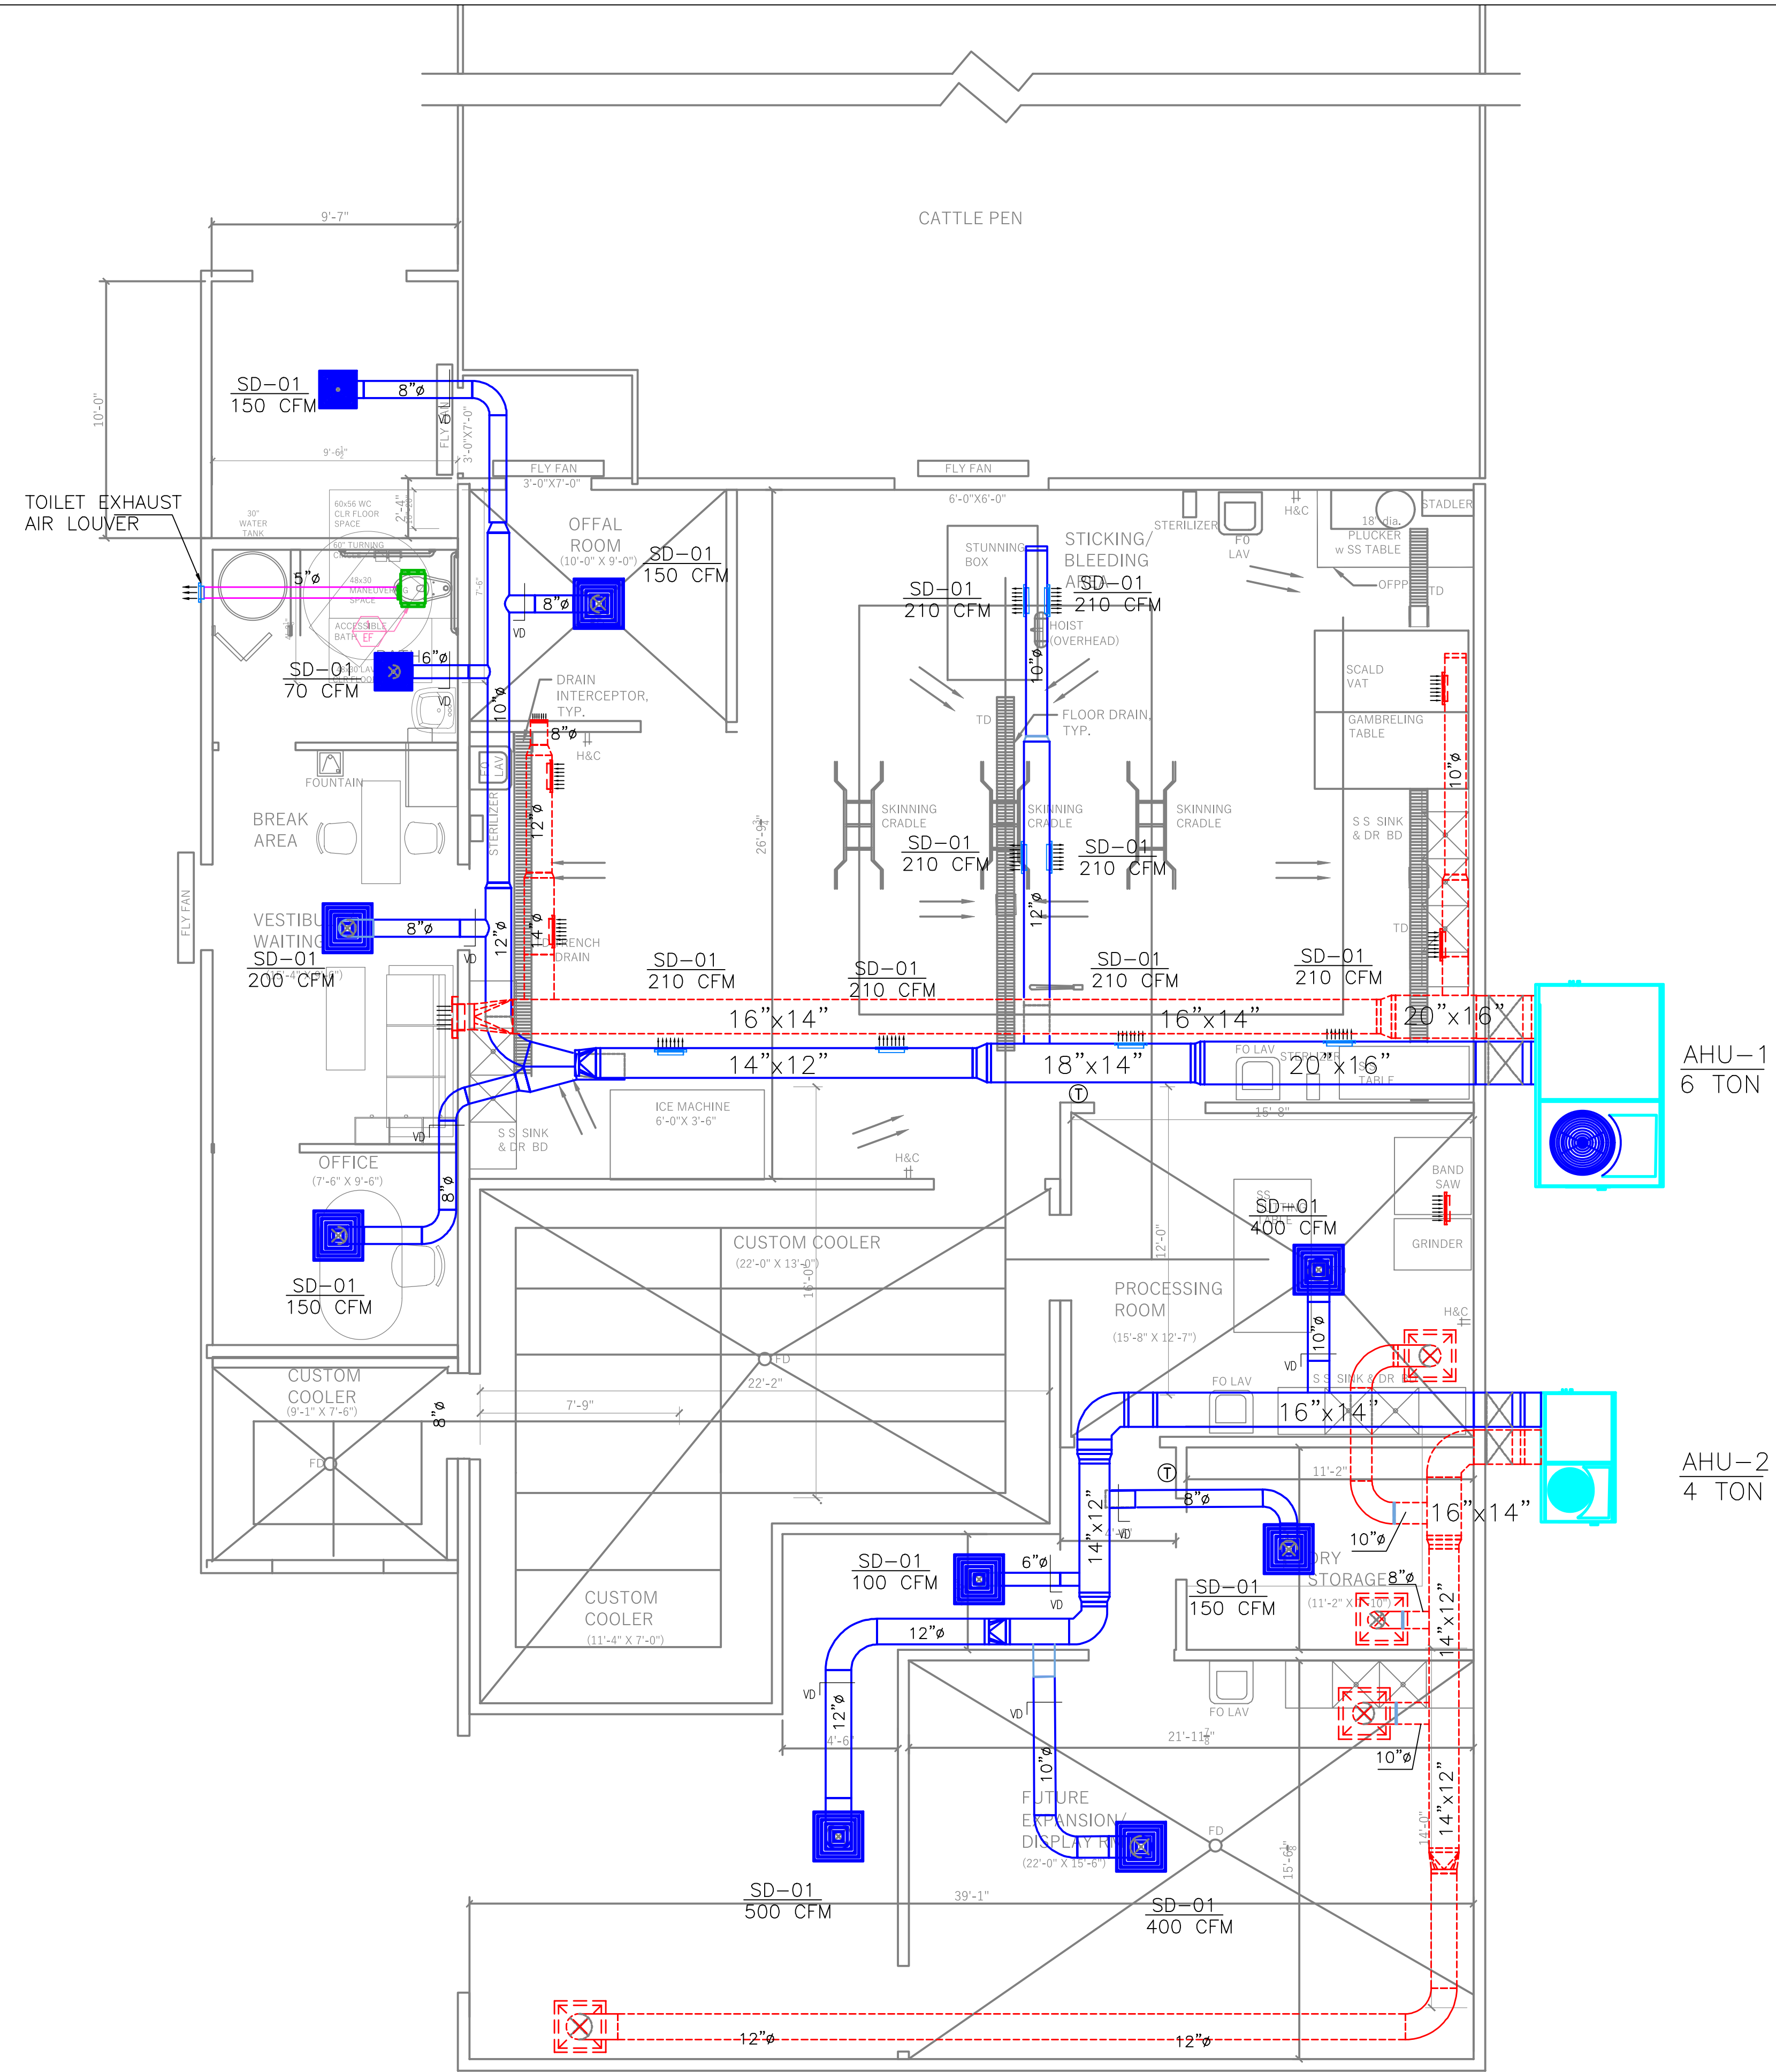 CATTLE PEN
9'-7"
10'-0"
SD-01
150 CFM
8"ø
VD
FLY FAN
3'-0"X7'-0"
9'-6½"
FLY FAN
3'-0"X7'-0"
FLY FAN
6'-0"X6'-0"
TOILET EXHAUST
AIR LOUVER
30"
WATER
TANK
60x56 WC
CLR FLOOR
SPACE
2'-4"
60" TURNING
48x30
MANEUVERING
SPACE
5"ø
7'-6"
ACCESSIBLE
BATH
1
EF
SD-01
70 CFM
6"ø
VD
10"ø
OFFAL
ROOM
(10'-0" X 9'-0")
SD-01
150 CFM
8"ø
VD
STUNNING
BOX
STICKING/
BLEEDING
AREA
STERILIZER
FO
LAV
H&C
18" dia.
PLUCKER
w SS TABLE
STADLER
OFPP
TD
SD-01
210 CFM
SD-01
210 CFM
HOIST
(OVERHEAD)
10"ø
SCALD
VAT
GAMBRELING
TABLE
10"ø
DRAIN
INTERCEPTOR,
TYP.
TD
FLOOR DRAIN,
TYP.
8"ø
H&C
FO
LAV
STERILIZER
FOUNTAIN
BREAK
AREA
12"ø
26'-9¾"
SKINNING
CRADLE
SKINNING
CRADLE
SKINNING
CRADLE
SD-01
210 CFM
SD-01
210 CFM
S S SINK
& DR BD
FLY FAN
VESTIBU
WAITING
SD-01
200 CFM
8"ø
VD
12"ø
14"ø
TRENCH
DRAIN
12"ø
TD
SD-01
210 CFM
SD-01
210 CFM
SD-01
210 CFM
SD-01
210 CFM
16"x14"
16"x14"
20"x16"
14"x12"
18"x14"
20"x16"
FO LAV
STERILIZER
TABLE
15'-8"
T
AHU-1
6 TON
ICE MACHINE
6'-0"X 3'-6"
S S SINK
& DR BD
H&C
VD
OFFICE
(7'-6" X 9'-6")
8"ø
SD-01
150 CFM
BAND
SAW
SS
TABLE
SD-01
400 CFM
GRINDER
12'-0"
CUSTOM COOLER
(22'-0" X 13'-0")
16'-0"
PROCESSING
ROOM
(15'-8" X 12'-7")
H&C
10"ø
VD
FD
22'-2"
7'-9"
CUSTOM
COOLER
(9'-1" X 7'-6")
8"ø
FD
FO LAV
S S SINK & DR BD
16"x14"
T
11'-2"
AHU-2
4 TON
16"x14"
14"x12"
8"ø
VD
10"ø
SD-01
100 CFM
6"ø
VD
DRY
STORAGE
8"ø
SD-01
150 CFM
14"x12"
CUSTOM
COOLER
(11'-4" X 7'-0")
12"ø
VD
12"ø
VD
4'-6"
FO LAV
21'-11⅞"
10"ø
10"ø
14"x12"
FUTURE
EXPANSION/
DISPLAY RM
(22'-0" X 15'-6")
FD
14'-0"
15'-6⅛"
SD-01
500 CFM
39'-1"
SD-01
400 CFM
12"ø
12"ø